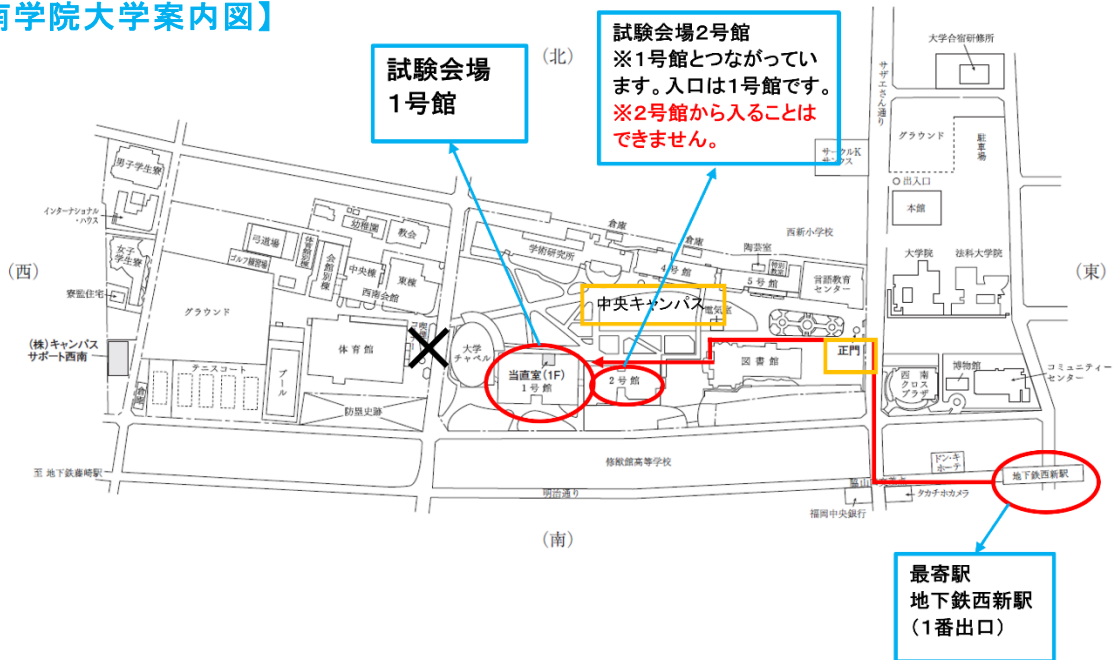 南学院大学案内図】
試験会場
1号館
(北)
試験会場2号館
※1号館とつながってい
ます。入口は1号館です。
※2号館から入ることは
できません。
大学合宿研修所
サザエさん通り
グラウンド
駐車場
サークルK
サンクス
出入口
本館
西新小学校
大学院
法科大学院
(東)
男子学生寮
インターナショナル
・ハウス
女子
学生寮
寮監住宅
(西)
(株)キャンパス
サポート西南
グラウンド
弓道場
ゴルフ練習場
体育館別棟
会館別棟
幼稚園
教会
中央棟
東棟
西南会館
学術研究所
倉庫
倉庫
4号館
陶芸室
特別
教室
5号館
言語教育
センター
中央キャンパス
電気室
正門
体育館
大学
チャペル
当直室(1F)
1号館
2号館
図書館
西南
クロス
プラザ
博物館
コミュニティー
センター
テニスコート
プール
倉庫
防塁史跡
修猷館高等学校
ドン・キ
ホーテ
地下鉄西新駅
至 地下鉄藤崎駅
明治通り
タカチホカメラ
福岡中央銀行
(南)
最寄駅
地下鉄西新駅
(1番出口)